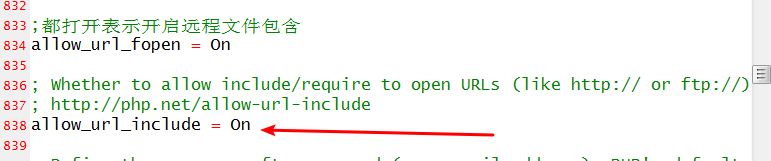 832
833 ;都打开表示开启远程文件包含
834 allow_url_fopen = On
835
836 ; Whether to allow include/require to open URLs (like http:// or ftp://)
837 ; http://php.net/allow-url-include
838 allow_url_include = On
839